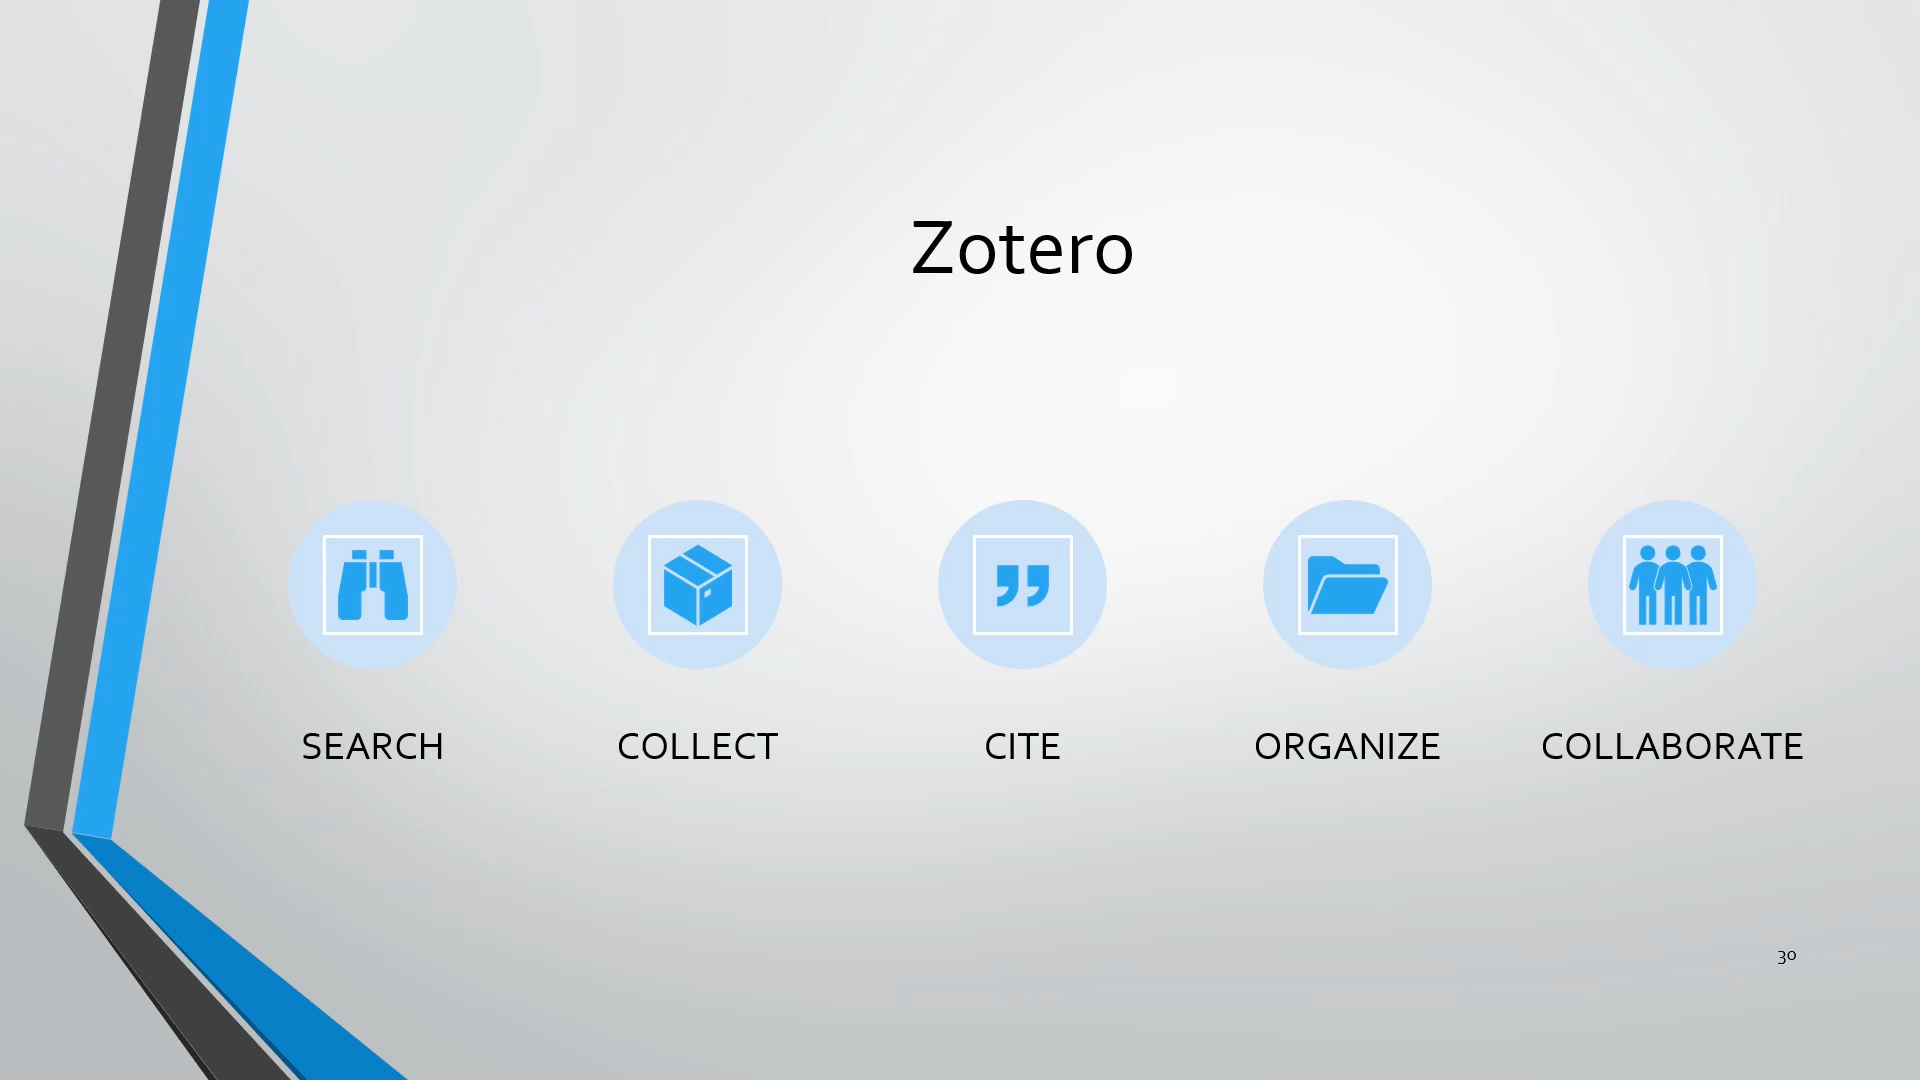 Zotero
SEARCH
COLLECT
CITE
ORGANIZE
COLLABORATE
30